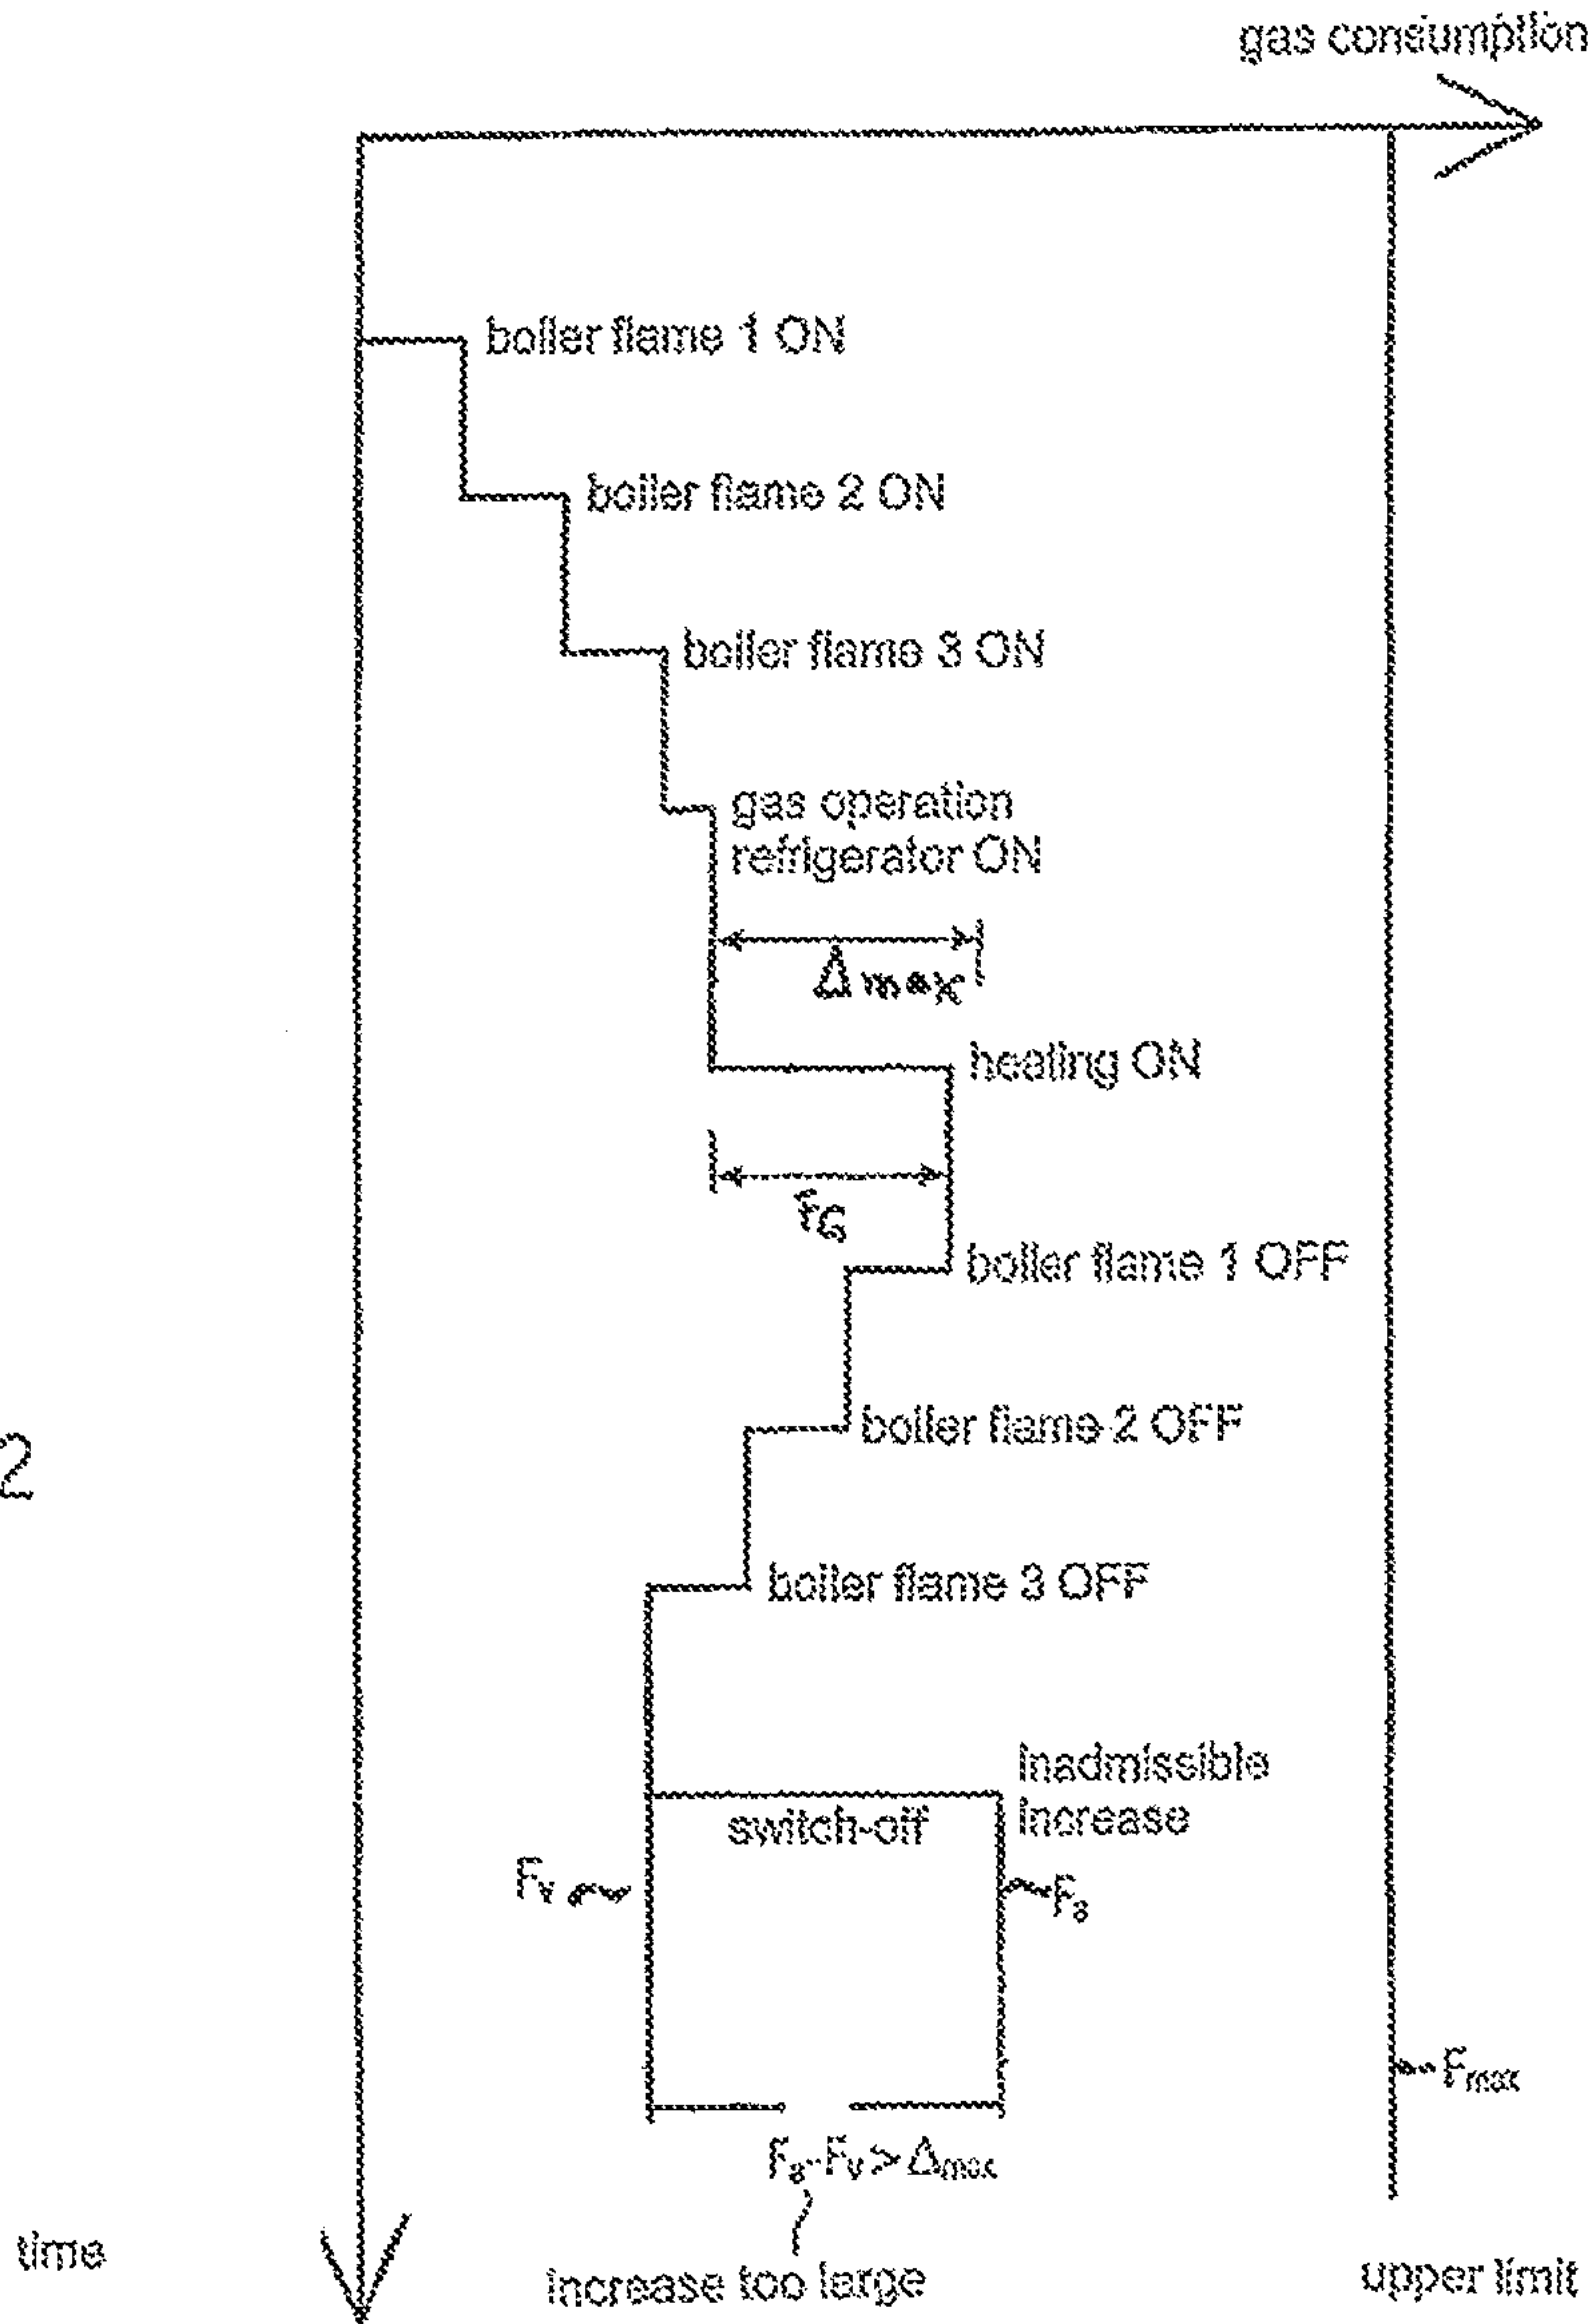 gas consumption
boiler flame 1 ON
boiler flame 2 ON
boiler flame 3 ON
gas operation
refrigerator ON
Δmax
heating ON
fG
boiler flame 1 OFF
boiler flame 2 OFF
2
boiler flame 3 OFF
inadmissible
increase
switch-off
Fv
Fa
Fmax
Fa-Fv>Δmax
time
increase too large
upper limit